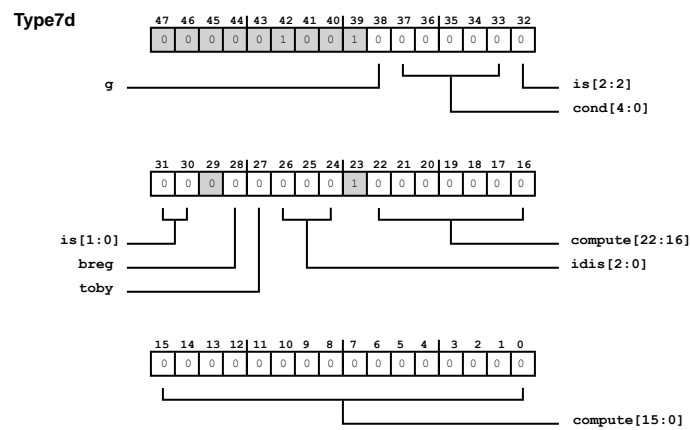 Type7d
47 46 45 44 43 42 41 40 39 38 37 36 35 34 33 32
0 0 0 0 0 1 0 0 1 0 0 0 0 0 0 0
g is[2:2]
cond[4:0]
31 30 29 28 27 26 25 24 23 22 21 20 19 18 17 16
0 0 0 0 0 0 0 0 1 0 0 0 0 0 0 0
is[1:0] compute[22:16]
breg idis[2:0]
toby
15 14 13 12 11 10 9 8 7 6 5 4 3 2 1 0
0 0 0 0 0 0 0 0 0 0 0 0 0 0 0 0
compute[15:0]